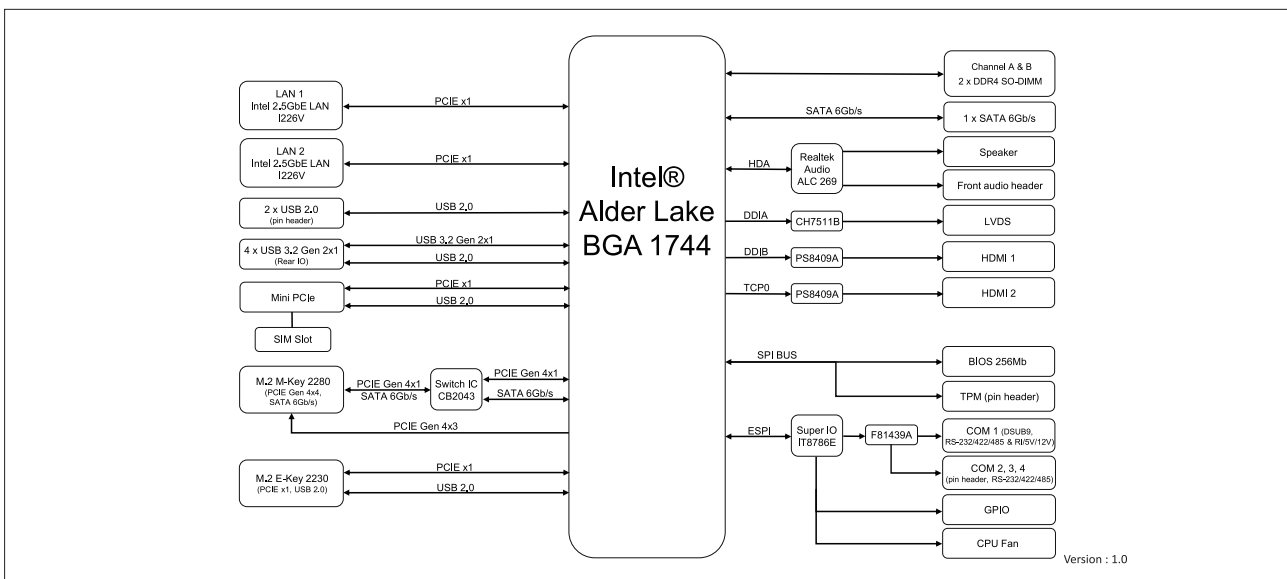 LAN 1
Intel 2.5GbE LAN
I226V
PCIE x1
LAN 2
Intel 2.5GbE LAN
I226V
PCIE x1
2 x USB 2.0
(pin header)
USB 2.0
4 x USB 3.2 Gen 2x1
(Rear IO)
USB 3.2 Gen 2x1
USB 2.0
Mini PCIe
PCIE x1
USB 2.0
SIM Slot
M.2 M-Key 2280
(PCIE Gen 4x4,
SATA 6Gb/s)
PCIE Gen 4x1
SATA 6Gb/s
Switch IC
CB2043
PCIE Gen 4x1
SATA 6Gb/s
PCIE Gen 4x3
M.2 E-Key 2230
(PCIE x1, USB 2.0)
PCIE x1
USB 2.0
Intel®
Alder Lake
BGA 1744
Channel A & B
2 x DDR4 SO-DIMM
SATA 6Gb/s
1 x SATA 6Gb/s
HDA
Realtek
Audio
ALC 269
Speaker
Front audio header
DDIA
CH7511B
LVDS
DDIB
PS8409A
HDMI 1
TCP0
PS8409A
HDMI 2
SPI BUS
BIOS 256Mb
TPM (pin header)
ESPI
Super IO
IT8786E
F81439A
COM 1 (DSUB9,
RS-232/422/485 & RI/5V/12V)
COM 2, 3, 4
(pin header, RS-232/422/485)
GPIO
CPU Fan
Version : 1.0